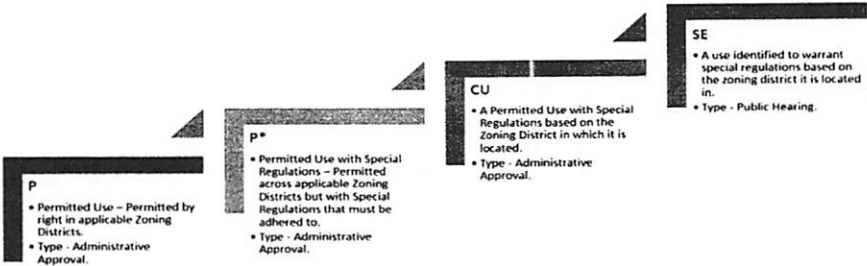 P
• Permitted Use – Permitted by
right in applicable Zoning
Districts.
• Type - Administrative
Approval.
P*
• Permitted Use with Special
Regulations – Permitted
across applicable Zoning
Districts but with Special
Regulations that must be
adhered to.
• Type - Administrative
Approval.
CU
• A Permitted Use with Special
Regulations based on the
Zoning District in which it is
located.
• Type - Administrative
Approval.
SE
• A use identified to warrant
special regulations based on
the zoning district it is located
in.
• Type - Public Hearing.